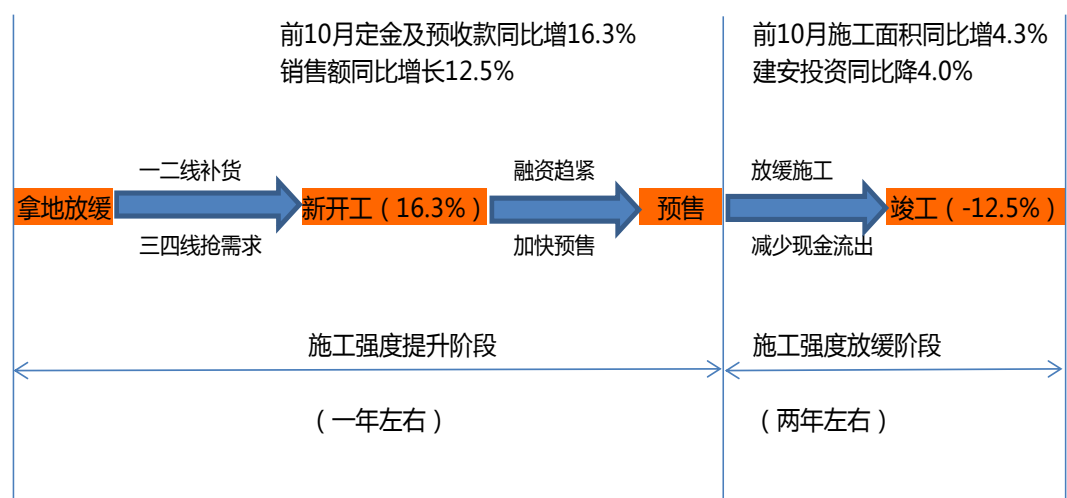 前10月定金及预收款同比增16.3%
销售额同比增长12.5%
前10月施工面积同比增4.3%
建安投资同比降4.0%
一二线补货
融资趋紧
放缓施工
拿地放缓
新开工（16.3%）
预售
竣工（-12.5%）
三四线抢需求
加快预售
减少现金流出
施工强度提升阶段
施工强度放缓阶段
（一年左右）
（两年左右）